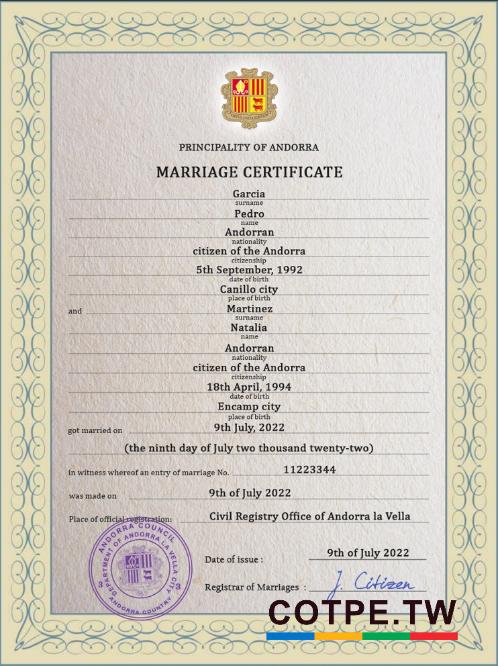 PRINCIPALITY OF ANDORRA
MARRIAGE CERTIFICATE
Garcia
surname
Pedro
name
Andorran
nationality
citizen of the Andorra
citizenship
5th September, 1992
date of birth
Canillo city
place of birth
and Martinez
surname
Natalia
name
Andorran
nationality
citizen of the Andorra
citizenship
18th April, 1994
date of birth
Encamp city
place of birth
got married on 9th July, 2022
(the ninth day of July two thousand twenty-two)
in witness whereof an entry of marriage No. 11223344
was made on 9th of July 2022
Place of official registration: Civil Registry Office of Andorra la Vella
ANDORRA COUNCIL
DEPARTMENT OF ANDORRA LA VELLA CITY
3 3
ANDORRA COUNTRY
Date of issue : 9th of July 2022
Registrar of Marriages : J. Citizen
COTPE.TW